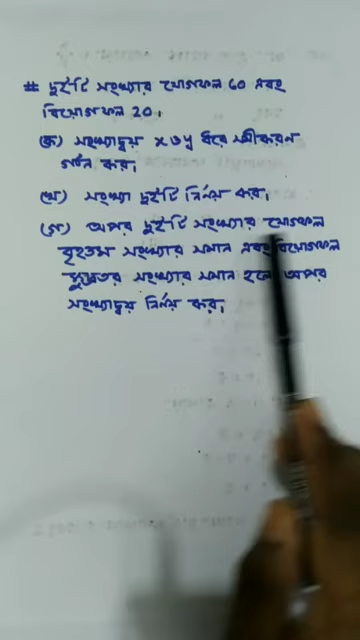 # দুইটি সংখ্যার যোগফল 60 এবং
বিয়োগফল 20।
(ক) সংখ্যাদ্বয় x ও y ধরে সমীকরণ
গঠন কর।
(খ) সংখ্যা দুইটি নির্ণয় কর।
(গ) অপর দুইটি সংখ্যার যোগফল
বৃহত্তম সংখ্যার সমান এবং বিয়োগফল
ক্ষুদ্রতর সংখ্যার সমান হলে অপর
সংখ্যাদ্বয় নির্ণয় কর।